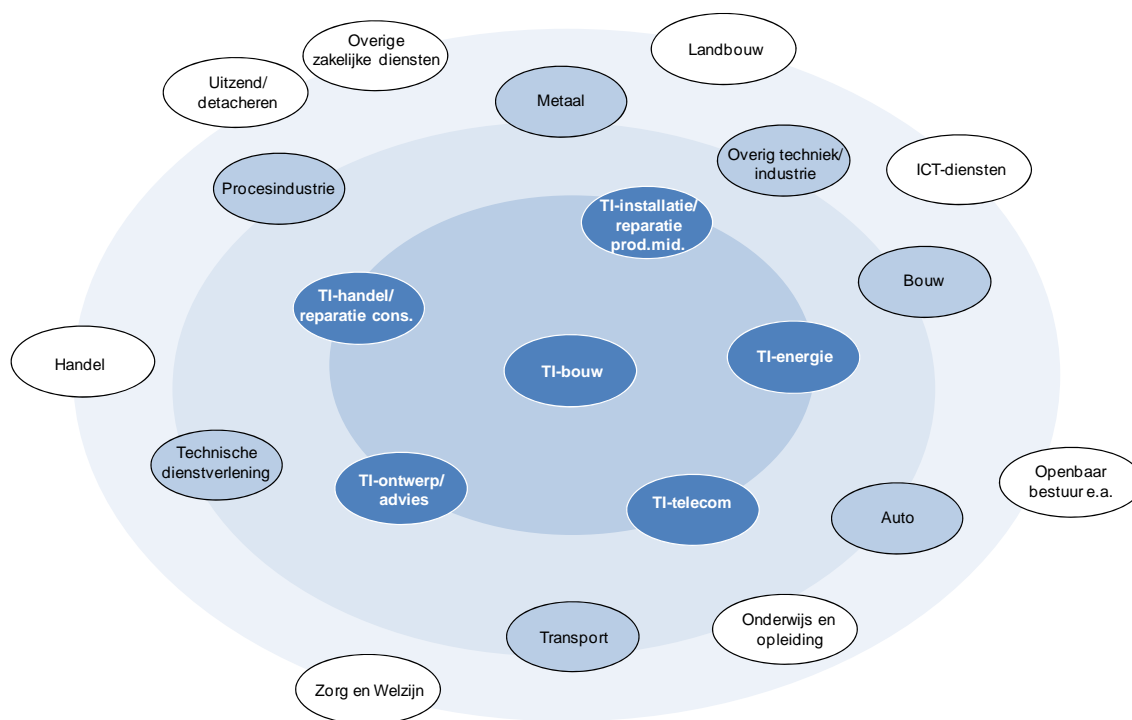 Overige
zakelijke diensten
Landbouw
Uitzend/
detacheren
Metaal
Overig techniek/
industrie
ICT-diensten
Procesindustrie
TI-installatie/
reparatie
prod.mid.
Bouw
TI-handel/
reparatie cons.
Handel
TI-bouw
TI-energie
Technische
dienstverlening
TI-ontwerp/
advies
Openbaar
bestuur e.a.
TI-telecom
Auto
Transport
Onderwijs en
opleiding
Zorg en Welzijn